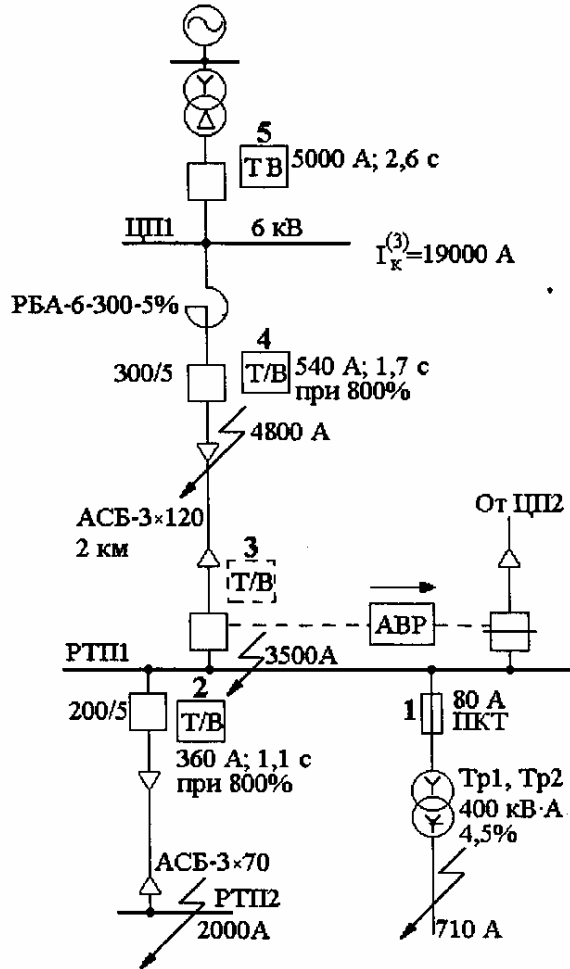 5
ТВ
5000 А; 2,6 с
ЦП1
6 кВ
I(3)к=19000 А
РБА-6-300-5%
4
300/5
Т/В
540 А; 1,7 с
при 800%
4800 А
АСБ-3×120
2 км
От ЦП2
3
Т/В
АВР
РТП1
3500А
2
200/5
Т/В
1
80 А
ПКТ
360 А; 1,1 с
при 800%
Тр1, Тр2
400 кВ·А
4,5%
АСБ-3×70
РТП2
2000А
710 А